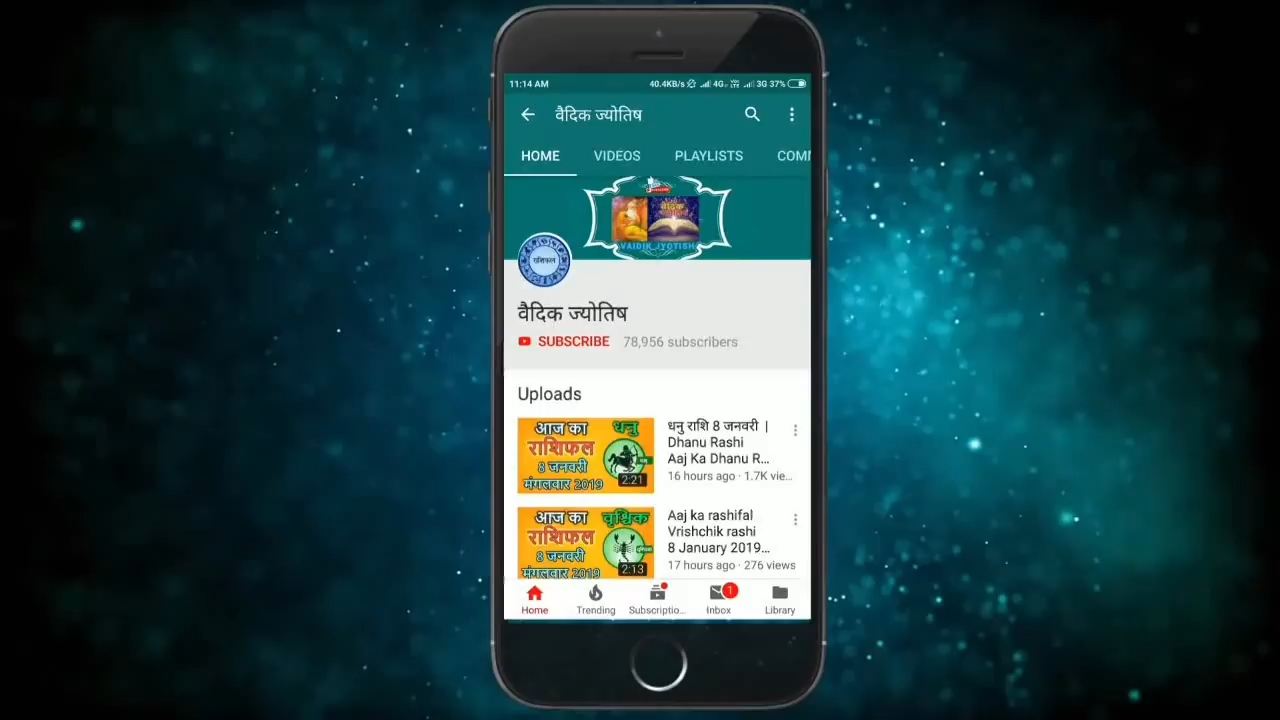 11:14 AM
40.4KB/s 4G VoLTE 3G 37%
वैदिक ज्योतिष
HOME VIDEOS PLAYLISTS COMM
वैदिक
VAIDIK JYOTISH
राशिफल
वैदिक ज्योतिष
SUBSCRIBE 78,956 subscribers
Uploads
आज का धनु
राशिफल
8 जनवरी
मंगलवार 2019
2:21
धनु राशि 8 जनवरी |
Dhanu Rashi
Aaj Ka Dhanu R...
16 hours ago · 1.7K vie...
आज का वृश्चिक
राशिफल
8 जनवरी
मंगलवार 2019
2:13
Aaj ka rashifal
Vrishchik rashi
8 January 2019...
17 hours ago · 276 views
1
Home Trending Subscriptio... Inbox Library